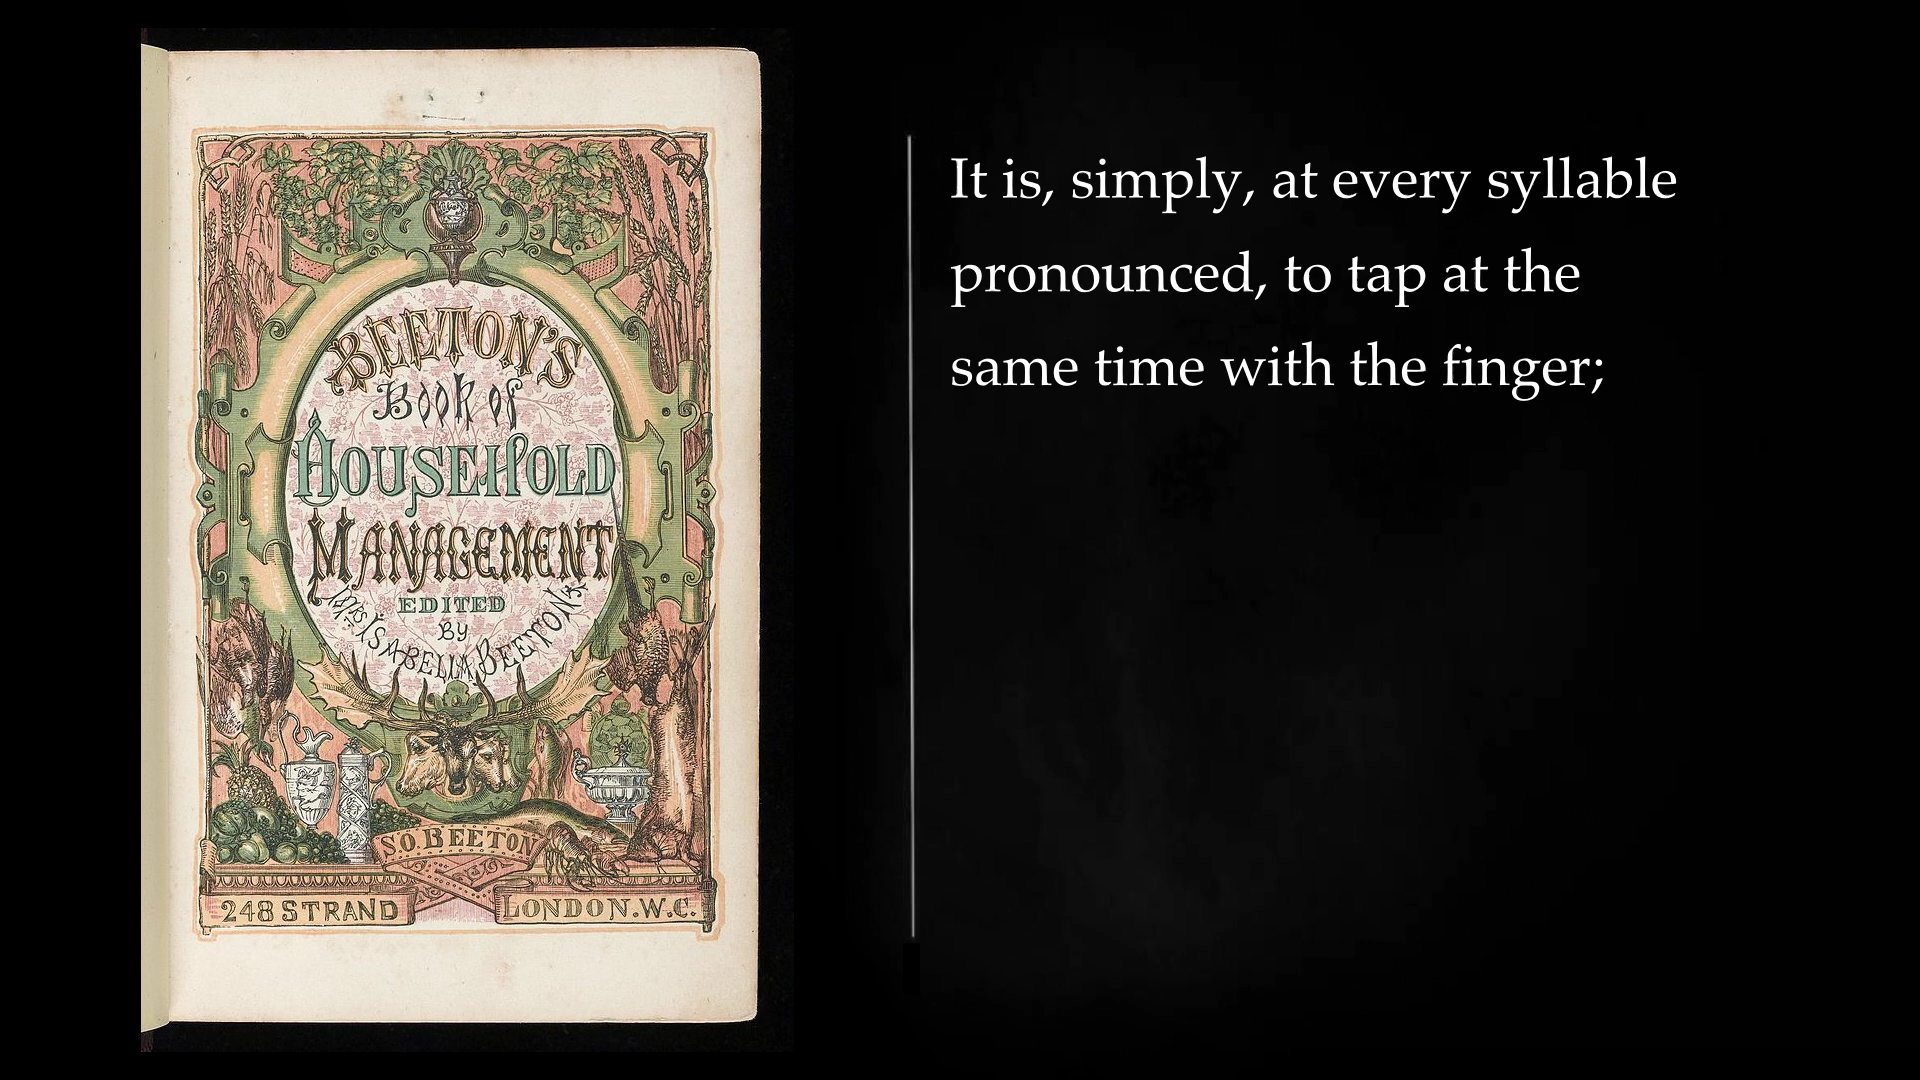 BEETON'S
Book of
HOUSEHOLD
MANAGEMENT
EDITED
By
Mrs ISABELLA BEETON
S.O. BEETON
248 STRAND
LONDON. W.C.
It is, simply, at every syllable
pronounced, to tap at the
same time with the finger;